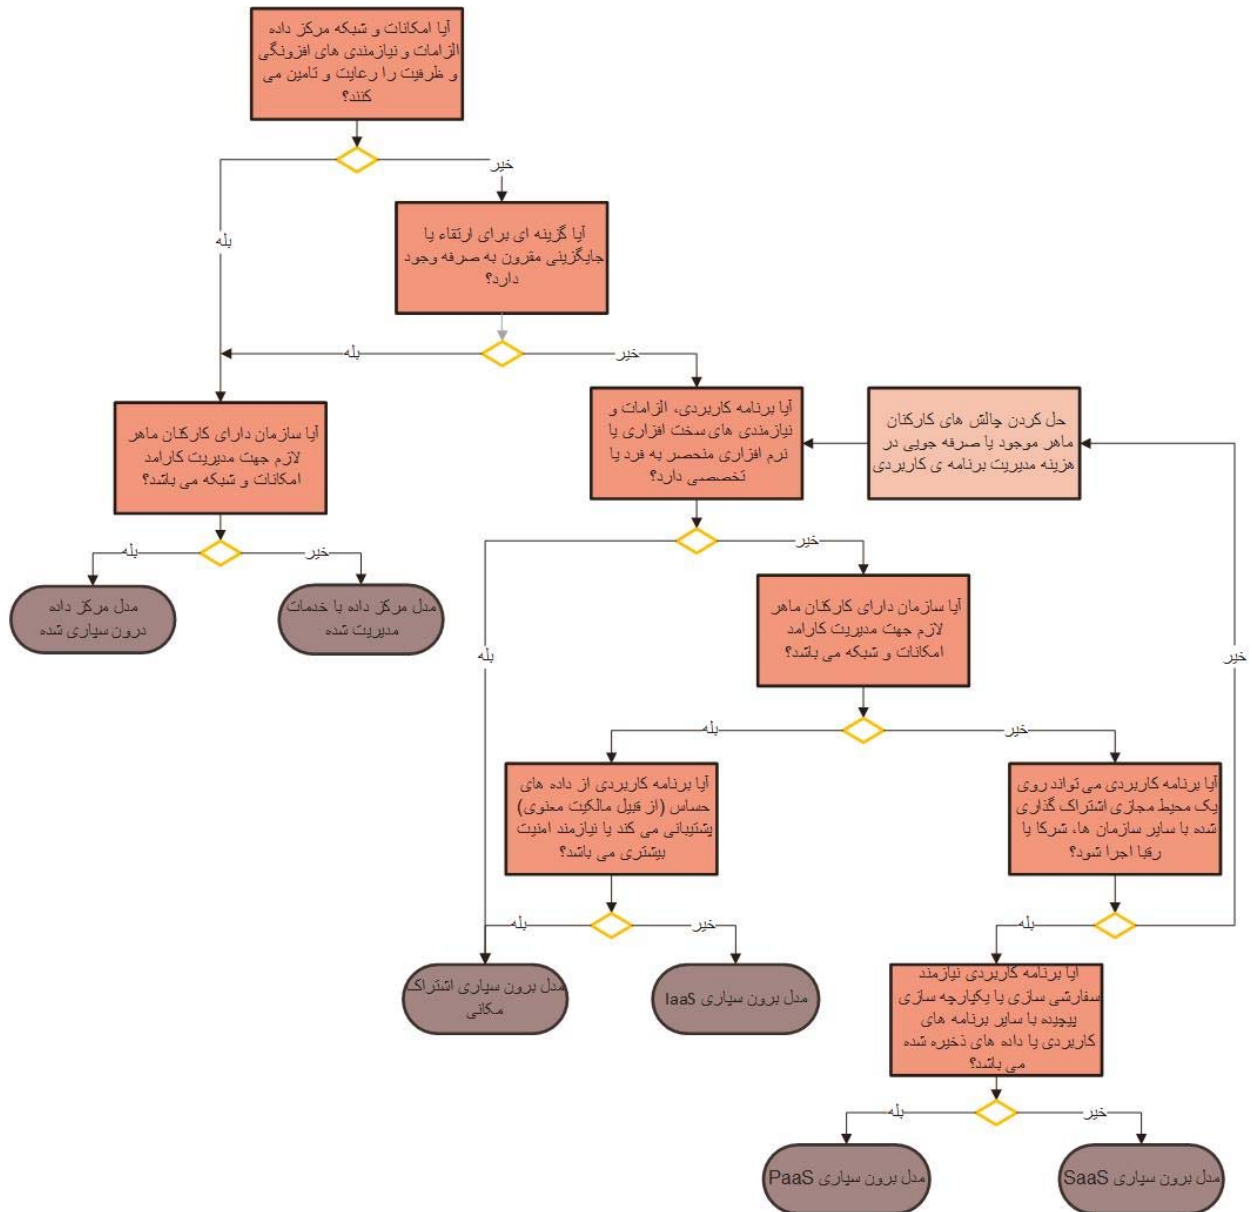 آیا امکانات و شبکه مرکز داده
الزامات و نیازمندی های افزونگی
و ظرفیت را رعایت و تامین می
کنند؟
خیر
بله
آیا گزینه ای برای ارتقاء یا
جایگزینی مقرون به صرفه وجود
دارد؟
خیر
بله
آیا سازمان دارای کارکنان ماهر
لازم جهت مدیریت کارامد
امکانات و شبکه می باشد؟
آیا برنامه کاربردی، الزامات و
نیازمندی های سخت افزاری یا
نرم افزاری منحصر به فرد یا
تخصصی دارد؟
حل کردن چالش های کارکنان
ماهر موجود یا صرفه جویی در
هزینه مدیریت برنامه ی کاربردی
خیر
بله
مدل مرکز داده با خدمات
مدیریت شده
مدل مرکز داده
درون سپاری شده
خیر
بله
خیر
آیا سازمان دارای کارکنان ماهر
لازم جهت مدیریت کارامد
امکانات و شبکه می باشد؟
خیر
بله
آیا برنامه کاربردی می تواند روی
یک محیط مجازی اشتراک گذاری
شده با سایر سازمان ها، شرکا یا
رقبا اجرا شود؟
آیا برنامه کاربردی از داده های
حساس (از قبیل مالکیت معنوی)
پشتیبانی می کند یا نیازمند امنیت
بیشتری می باشد؟
بله
خیر
بله
مدل برون سپاری IaaS
مدل برون سپاری اشتراک
مکانی
آیا برنامه کاربردی نیازمند
سفارشی سازی یا یکپارچه سازی
پیچیده با سایر برنامه های
کاربردی یا داده های ذخیره شده
می باشد؟
خیر
بله
مدل برون سپاری SaaS
مدل برون سپاری PaaS